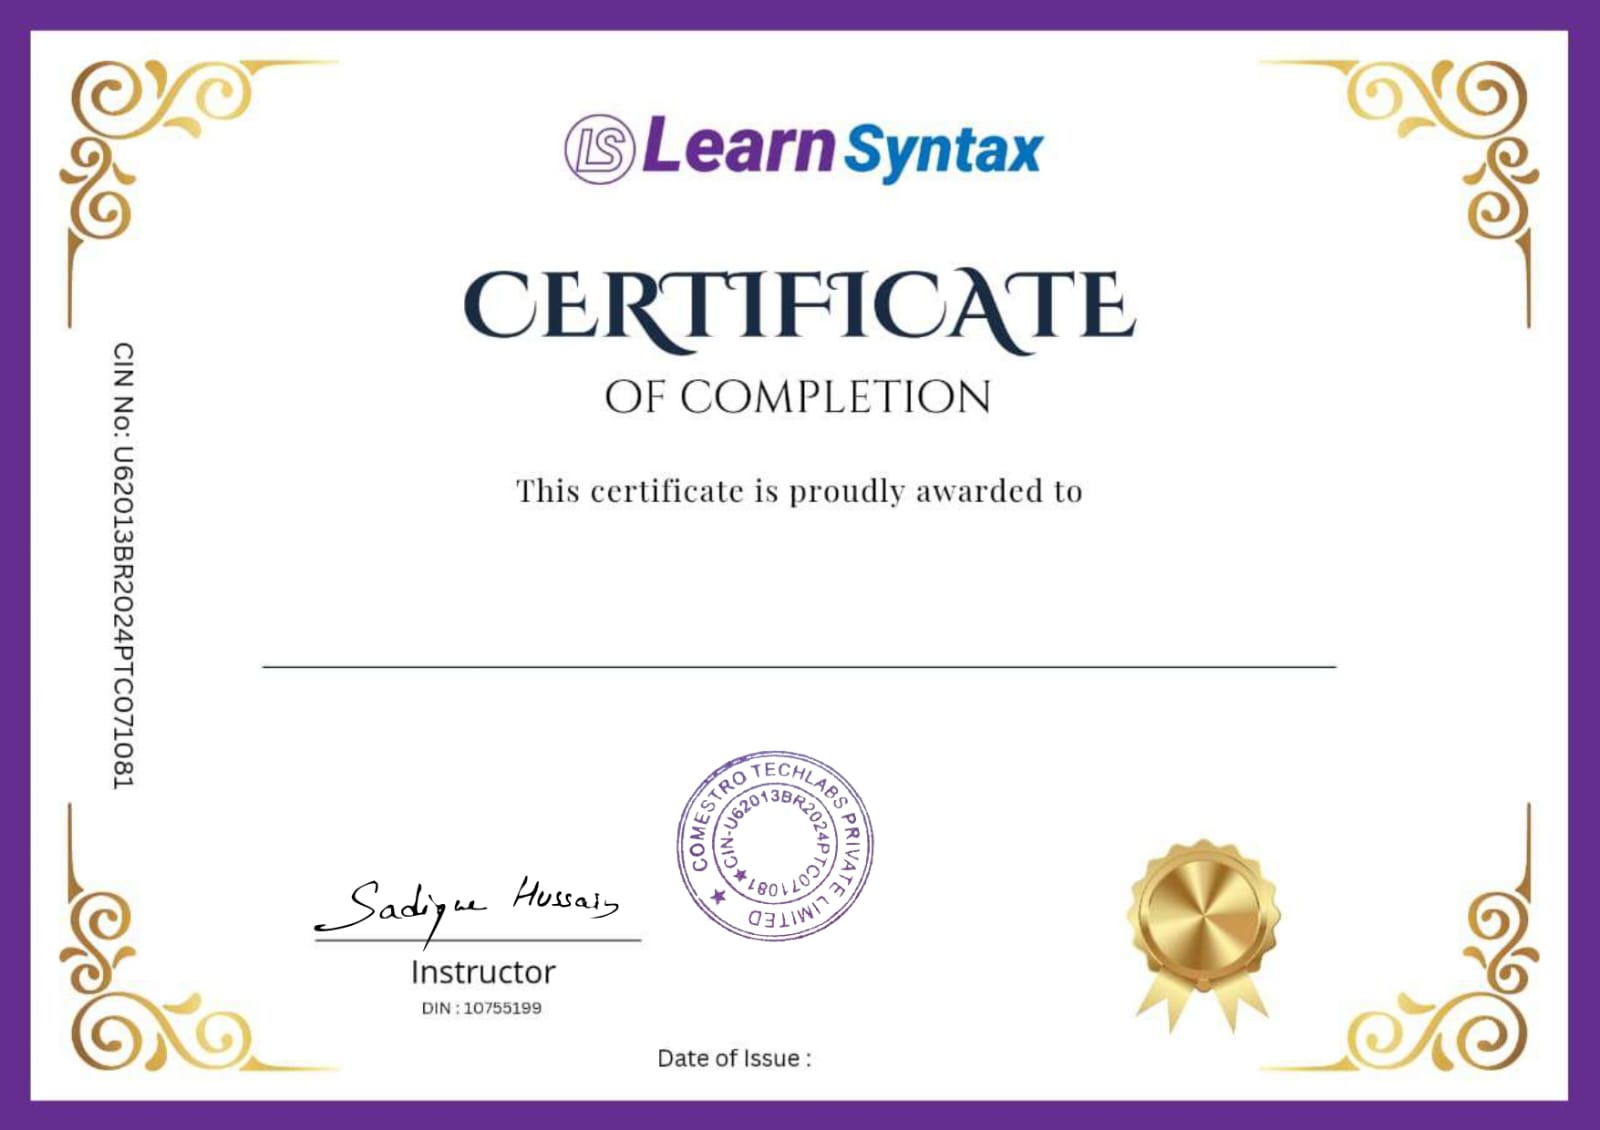 LS Learn Syntax
CERTIFICATE
OF COMPLETION
This certificate is proudly awarded to
CIN No: U62013BR2024PTC071081
COMESTRO TECHLABS PRIVATE LIMITED
CIN-U62013BR2024PTC071081
Sadique Hussain
Instructor
DIN : 10755199
Date of Issue :